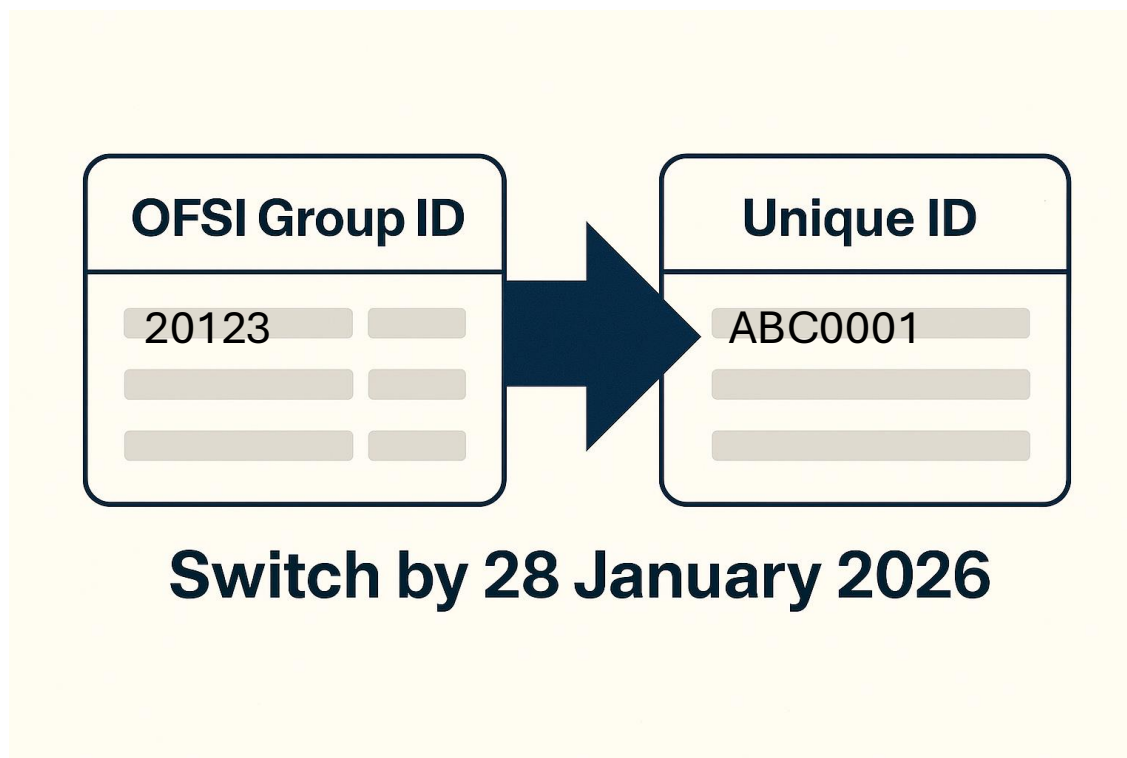 OFSI Group ID
Unique ID
20123
ABC0001
Switch by 28 January 2026